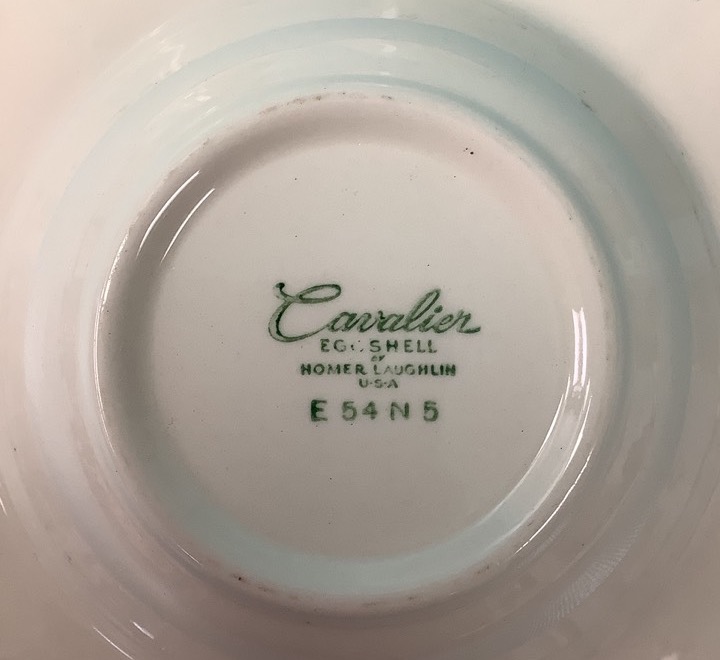 Cavalier
EGGSHELL
BY
HOMER LAUGHLIN
U·S·A
E 54 N 5